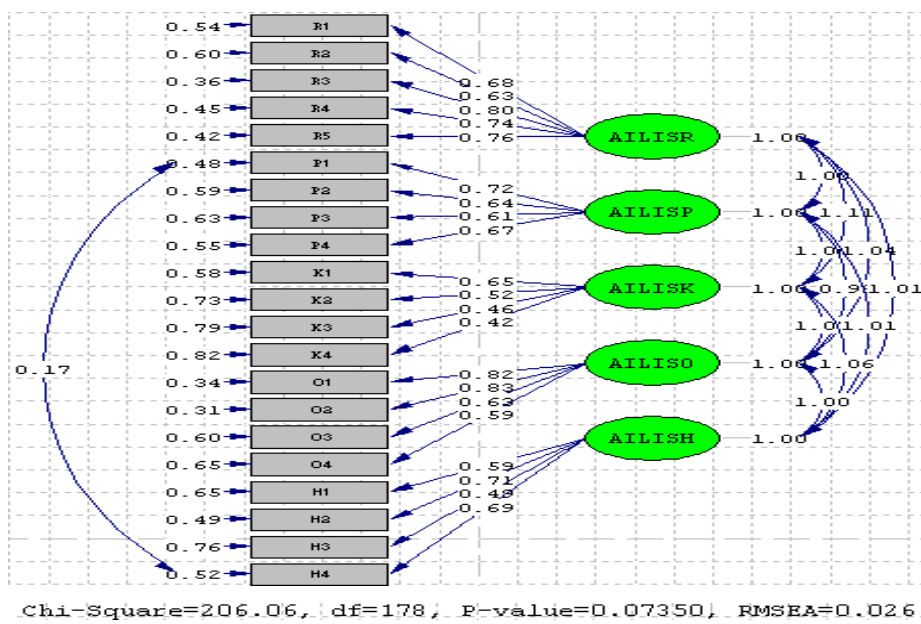 0.54 R1
0.60 R2
0.36 R3
0.45 R4
0.42 R5
0.48 P1
0.59 P2
0.63 P3
0.55 P4
0.58 K1
0.73 K2
0.79 K3
0.82 K4
0.34 O1
0.31 O2
0.60 O3
0.65 O4
0.65 H1
0.49 H2
0.76 H3
0.52 H4
0.17
0.68
0.63
0.80
0.74
0.76
0.72
0.64
0.61
0.67
0.65
0.52
0.46
0.42
0.82
0.83
0.63
0.59
0.59
0.71
0.49
0.69
AILISR 1.00
AILISP 1.00
AILISK 1.00
AILISO 1.00
AILISH 1.00
1.00
1.11
1.04
1.01
1.01
1.06
1.00
Chi-Square=206.06, df=178, P-value=0.07350, RMSEA=0.026